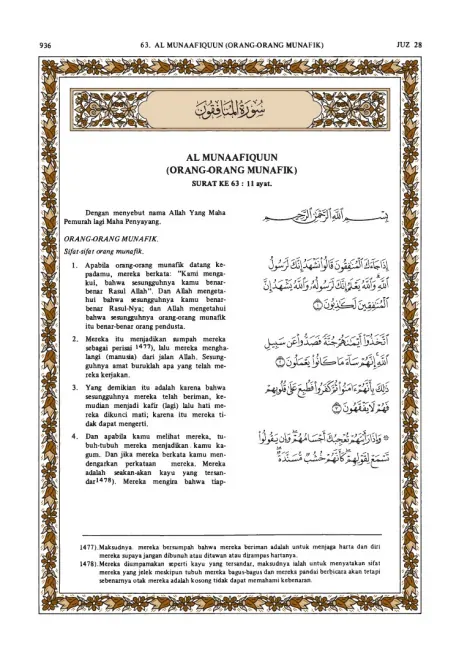 936
63. AL MUNAAFIQUUN (ORANG-ORANG MUNAFIK)
JUZ 28
سُورَةُ الْمُنَافِقُونَ
AL MUNAAFIQUUN
(ORANG-ORANG MUNAFIK)
SURAT KE 63 : 11 ayat.
Dengan menyebut nama Allah Yang Maha
Pemurah lagi Maha Penyayang.
بِسْمِ اللَّهِ الرَّحْمَٰنِ الرَّحِيمِ
ORANG-ORANG MUNAFIK.
Sifat-sifat orang munafik.
1. Apabila orang-orang munafik datang ke-
padamu, mereka berkata: "Kami menga-
kui, bahwa sesungguhnya kamu benar-
benar Rasul Allah". Dan Allah mengeta-
hui bahwa sesungguhnya kamu benar-
benar Rasul-Nya; dan Allah mengetahui
bahwa sesungguhnya orang-orang munafik
itu benar-benar orang pendusta.
إِذَا جَاءَكَ الْمُنَافِقُونَ قَالُوا نَشْهَدُ إِنَّكَ لَرَسُولُ
اللَّهِ وَاللَّهُ يَعْلَمُ إِنَّكَ لَرَسُولُهُ وَاللَّهُ يَشْهَدُ إِنَّ
الْمُنَافِقِينَ لَكَاذِبُونَ ①
2. Mereka itu menjadikan sumpah mereka
sebagai perisai 1477), lalu mereka mengha-
langi (manusia) dari jalan Allah. Sesung-
guhnya amat buruklah apa yang telah me-
reka kerjakan.
اتَّخَذُوا أَيْمَانَهُمْ جُنَّةً فَصَدُّوا عَنْ سَبِيلِ
اللَّهِ إِنَّهُمْ سَاءَ مَا كَانُوا يَعْمَلُونَ ②
3. Yang demikian itu adalah karena bahwa
sesungguhnya mereka telah beriman, ke-
mudian menjadi kafir (lagi) lalu hati me-
reka dikunci mati; karena itu mereka ti-
dak dapat mengerti.
ذَٰلِكَ بِأَنَّهُمْ آمَنُوا ثُمَّ كَفَرُوا فَطُبِعَ عَلَىٰ قُلُوبِهِمْ
فَهُمْ لَا يَفْقَهُونَ ③
4. Dan apabila kamu melihat mereka, tu-
buh-tubuh mereka menjadikan kamu ka-
gum. Dan jika mereka berkata kamu men-
dengarkan perkataan mereka. Mereka
adalah seakan-akan kayu yang tersan-
dar1478). Mereka mengira bahwa tiap-
۞ وَإِذَا رَأَيْتَهُمْ تُعْجِبُكَ أَجْسَامُهُمْ وَإِنْ يَقُولُوا
تَسْمَعْ لِقَوْلِهِمْ كَأَنَّهُمْ خُشُبٌ مُسَنَّدَةٌ
1477). Maksudnya: mereka bersumpah bahwa mereka beriman adalah untuk menjaga harta dan diri
mereka supaya jangan dibunuh atau ditawan atau dirampas hartanya.
1478). Mereka diumpamakan seperti kayu yang tersandar, maksudnya ialah untuk menyatakan sifat
mereka yang jelek meskipun tubuh mereka bagus-bagus dan mereka pandai berbicara akan tetapi
sebenarnya otak mereka adalah kosong tidak dapat memahami kebenaran.